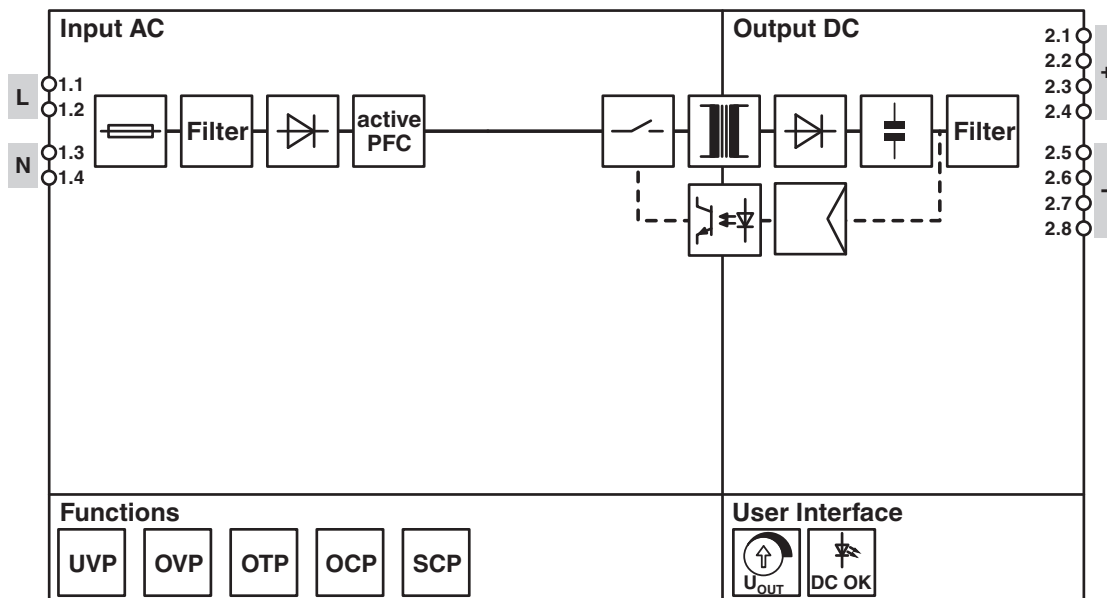 Input AC
Output DC
L
1.1
1.2
N
1.3
1.4
Filter
active
PFC
Filter
2.1
2.2
2.3
2.4
+
2.5
2.6
2.7
2.8
-
Functions
UVP
OVP
OTP
OCP
SCP
User Interface
UOUT
DC OK